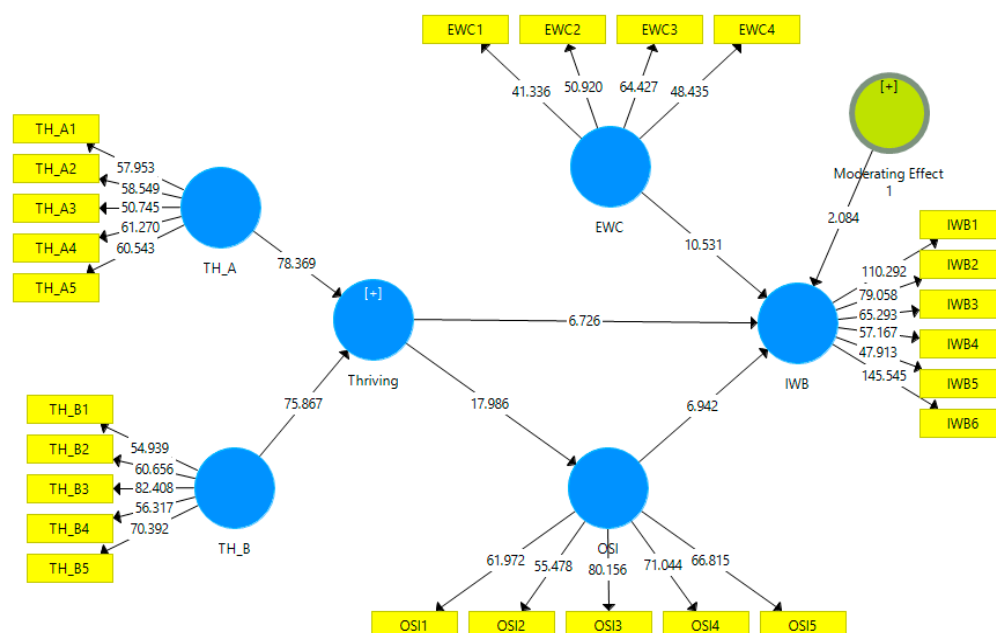 EWC1
EWC2
EWC3
EWC4
41.336
50.920
64.427
48.435
[+]
Moderating Effect
1
2.084
EWC
10.531
TH_A1
TH_A2
TH_A3
TH_A4
TH_A5
57.953
58.549
50.745
61.270
60.543
TH_A
78.369
[+]
Thriving
6.726
IWB
110.292
79.058
65.293
57.167
47.913
145.545
IWB1
IWB2
IWB3
IWB4
IWB5
IWB6
75.867
17.986
6.942
TH_B1
TH_B2
TH_B3
TH_B4
TH_B5
54.939
60.656
82.408
56.317
70.392
TH_B
OSI
61.972
55.478
80.156
71.044
66.815
OSI1
OSI2
OSI3
OSI4
OSI5